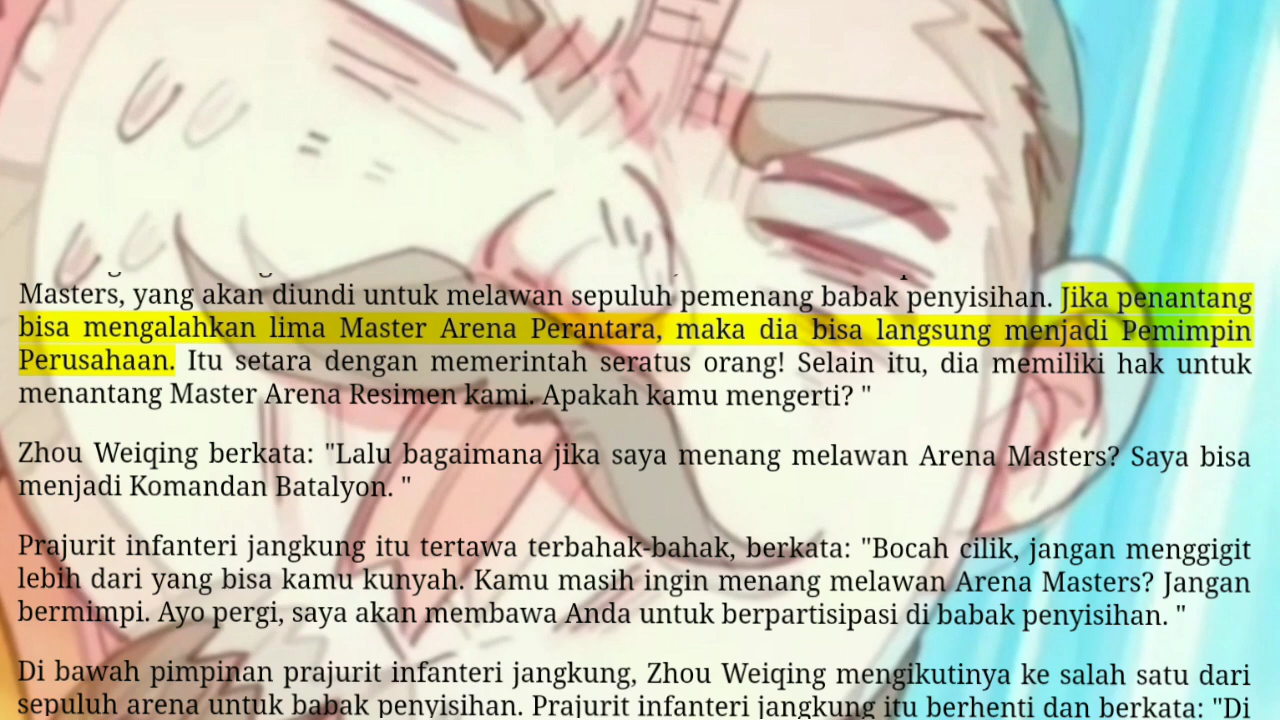 Masters, yang akan diundi untuk melawan sepuluh pemenang babak penyisihan. Jika penantang
bisa mengalahkan lima Master Arena Perantara, maka dia bisa langsung menjadi Pemimpin
Perusahaan. Itu setara dengan memerintah seratus orang! Selain itu, dia memiliki hak untuk
menantang Master Arena Resimen kami. Apakah kamu mengerti? "
Zhou Weiqing berkata: "Lalu bagaimana jika saya menang melawan Arena Masters? Saya bisa
menjadi Komandan Batalyon. "
Prajurit infanteri jangkung itu tertawa terbahak-bahak, berkata: "Bocah cilik, jangan menggigit
lebih dari yang bisa kamu kunyah. Kamu masih ingin menang melawan Arena Masters? Jangan
bermimpi. Ayo pergi, saya akan membawa Anda untuk berpartisipasi di babak penyisihan. "
Di bawah pimpinan prajurit infanteri jangkung, Zhou Weiqing mengikutinya ke salah satu dari
sepuluh arena untuk babak penyisihan. Prajurit infanteri jangkung itu berhenti dan berkata: "Di